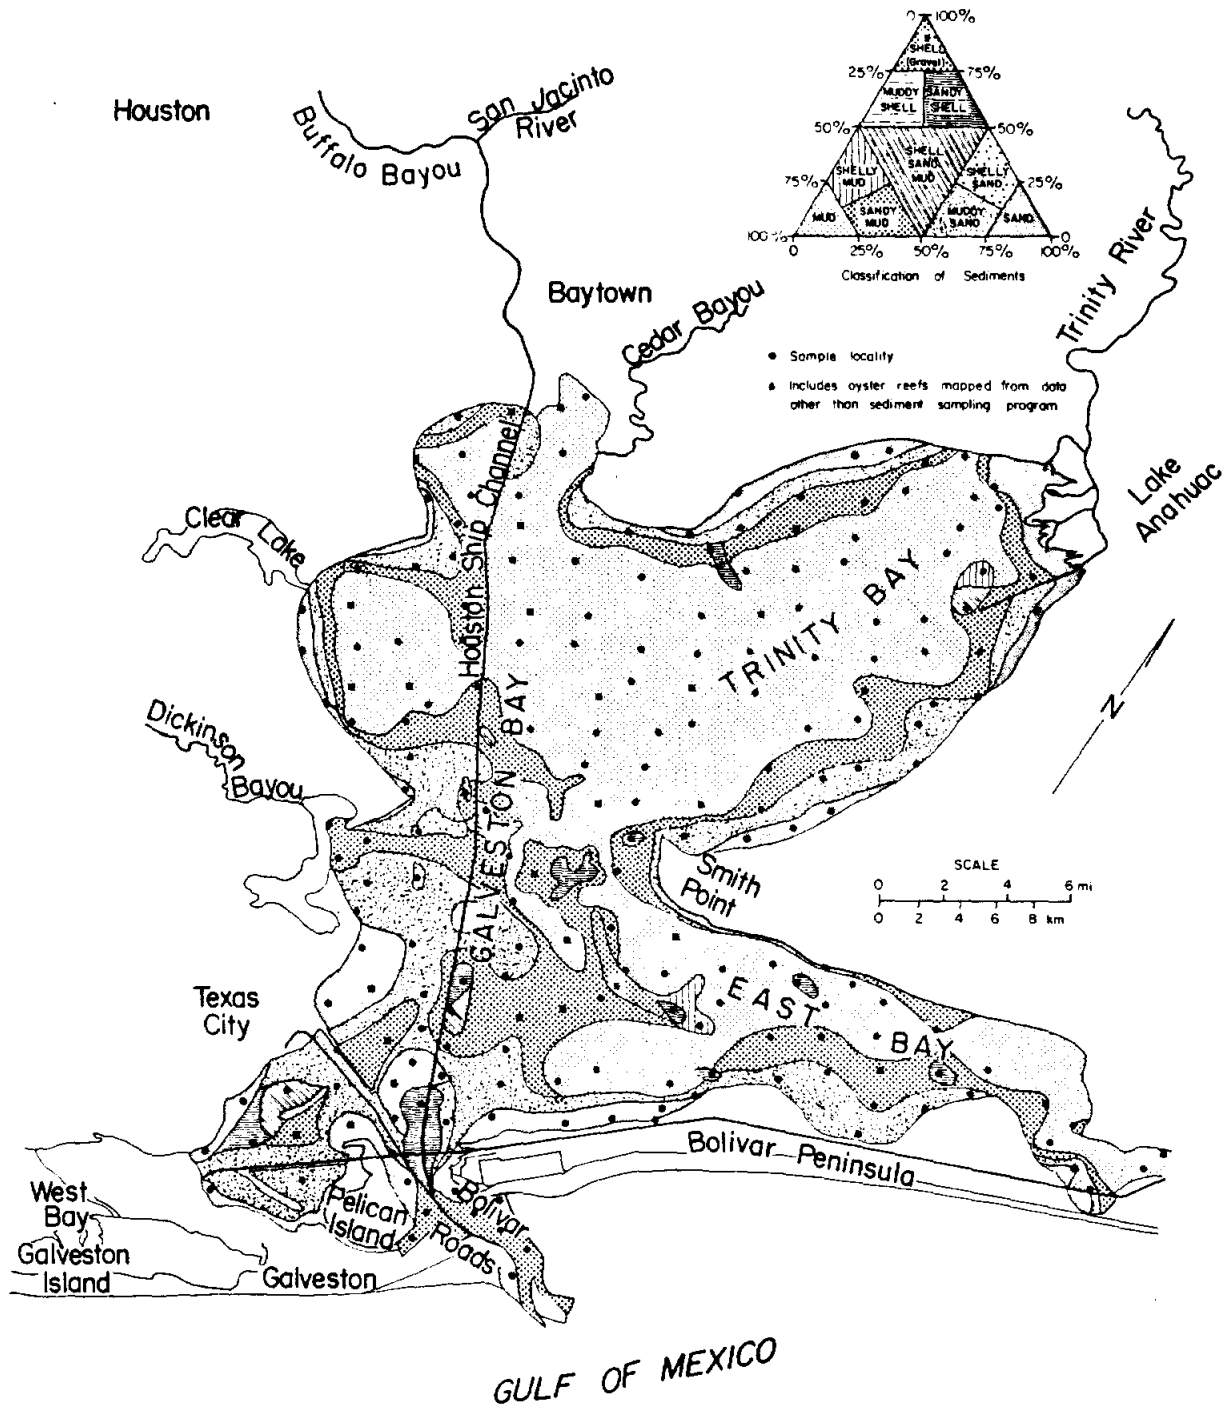 0 100%
SHELL
(Gravel)
25% 75%
MUDDY
SHELL
SANDY
SHELL
50% 50%
SHELL
SAND
MUD
SHELLY
MUD
SHELLY
SAND
75% 25%
MUD
SANDY
MUD
MUDDY
SAND
SAND
100% 0
0 25% 50% 75% 100%
Classification of Sediments
Houston
Buffalo Bayou
San Jacinto
River
Baytown
Cedar Bayou
Trinity River
Sample locality
Includes oyster reefs mapped from data
other than sediment sampling program
Lake
Anahuac
Clear Lake
Houston Ship Channel
TRINITY BAY
GALVESTON BAY
N
Dickinson
Bayou
Smith
Point
SCALE
0 2 4 6 mi
0 2 4 6 8 km
EAST BAY
Texas
City
Bolivar Peninsula
West
Bay
Pelican
Island
Bolivar
Roads
Galveston
Island
Galveston
GULF OF MEXICO